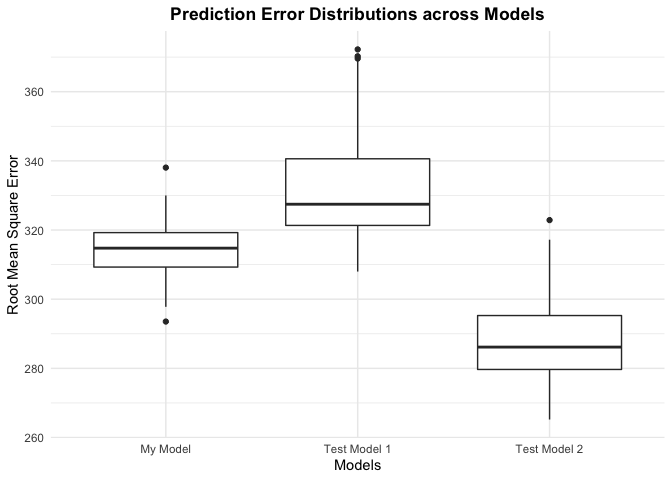 Prediction Error Distributions across Models
Root Mean Square Error
360
340
320
300
280
260
My Model
Test Model 1
Test Model 2
Models